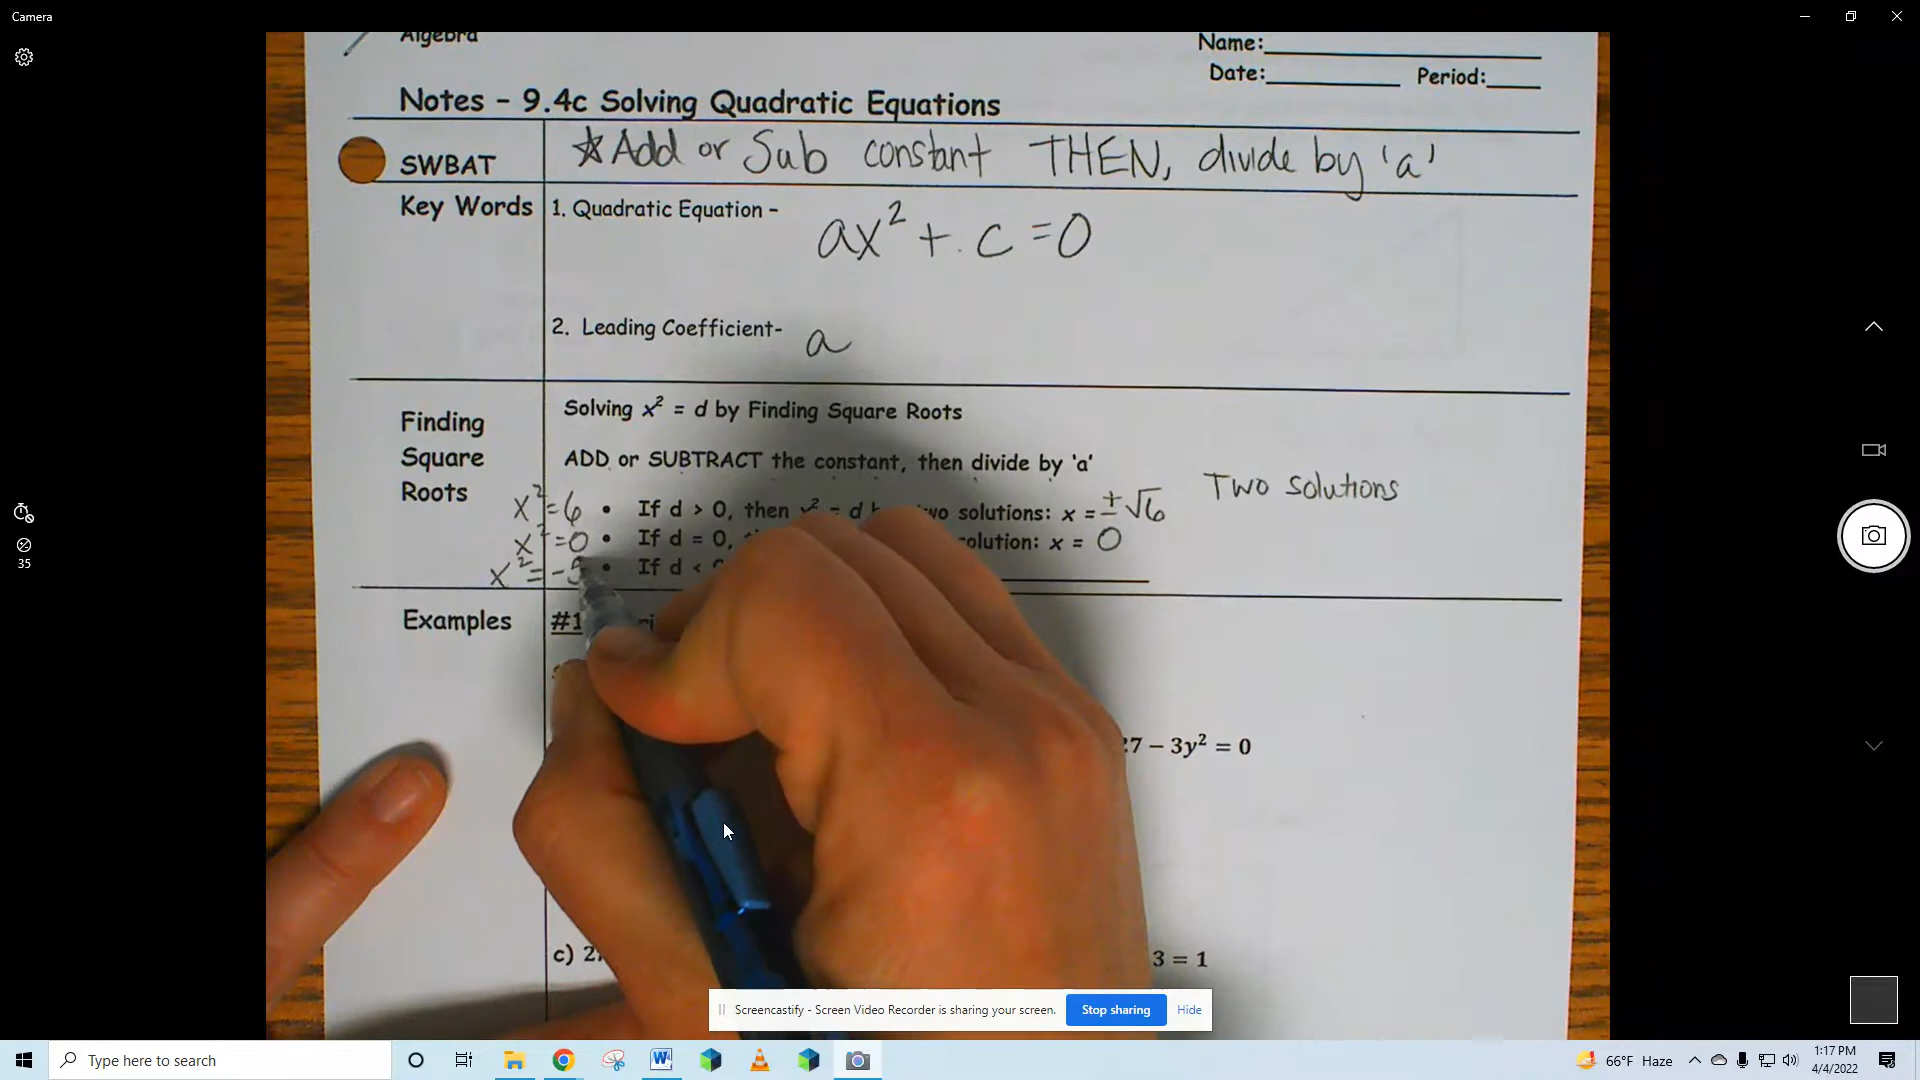 Camera
Algebra
Name:
Date: Period:
Notes - 9.4c Solving Quadratic Equations
SWBAT
☆Add or Sub constant THEN, divide by 'a'
Key Words
1. Quadratic Equation -
ax² + c = 0
2. Leading Coefficient-
a
Finding
Square
Roots
Solving x² = d by Finding Square Roots
ADD or SUBTRACT the constant, then divide by 'a'
x² = 6 • If d > 0, then x² = d two solutions: x = ±√6
Two solutions
x² = 0 • If d = 0, solution: x = 0
x² = -5 • If d <
Examples
#1
27 − 3y² = 0
c)
3 = 1
35
Screencastify - Screen Video Recorder is sharing your screen.
Stop sharing
Hide
Type here to search
66°F Haze
1:17 PM
4/4/2022